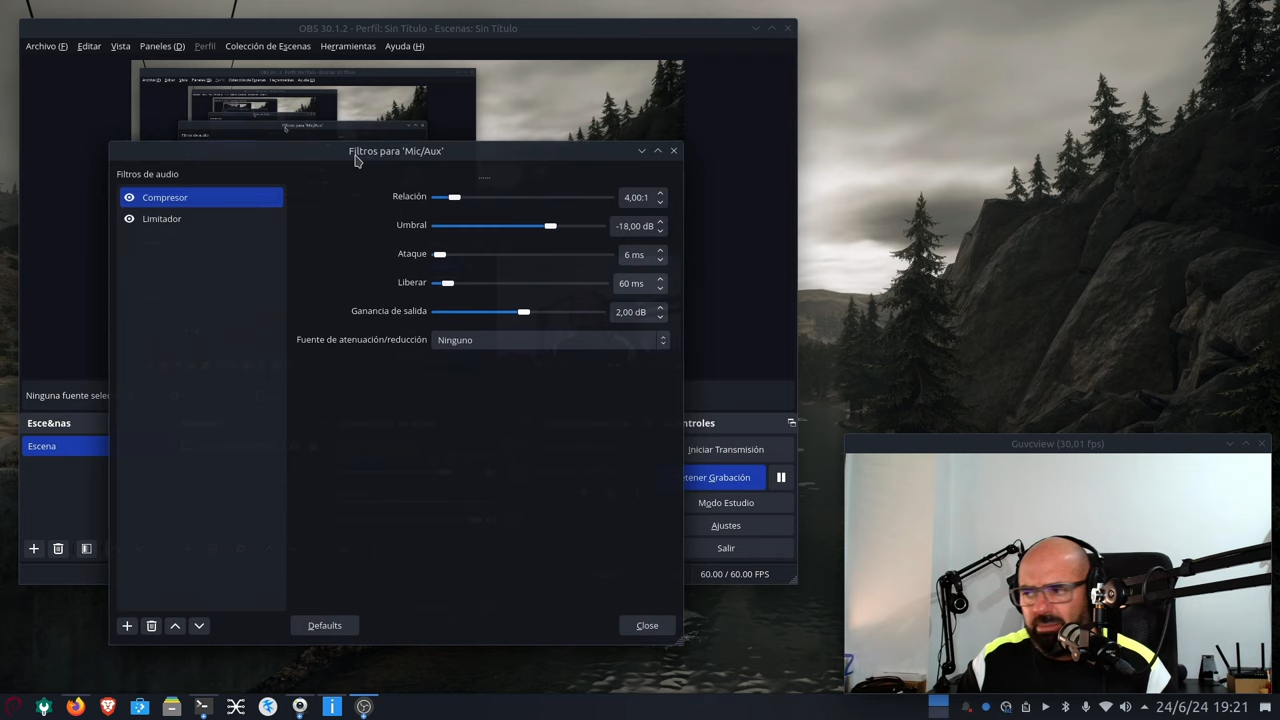 OBS 30.1.2 - Perfil: Sin Título - Escenas: Sin Título
Archivo (F) Editar Vista Paneles (D) Perfil Colección de Escenas Herramientas Ayuda (H)
Filtros para 'Mic/Aux'
Filtros de audio
Compresor
Limitador
Relación 4,00:1
Umbral -18,00 dB
Ataque 6 ms
Liberar 60 ms
Ganancia de salida 2,00 dB
Fuente de atenuación/reducción Ninguno
Defaults Close
Ninguna fuente selec
Esce&nas
Escena
ntroles
Iniciar Transmisión
etener Grabación
Modo Estudio
Ajustes
Salir
60.00 / 60.00 FPS
Guvcview (30,01 fps)
24/6/24 19:21